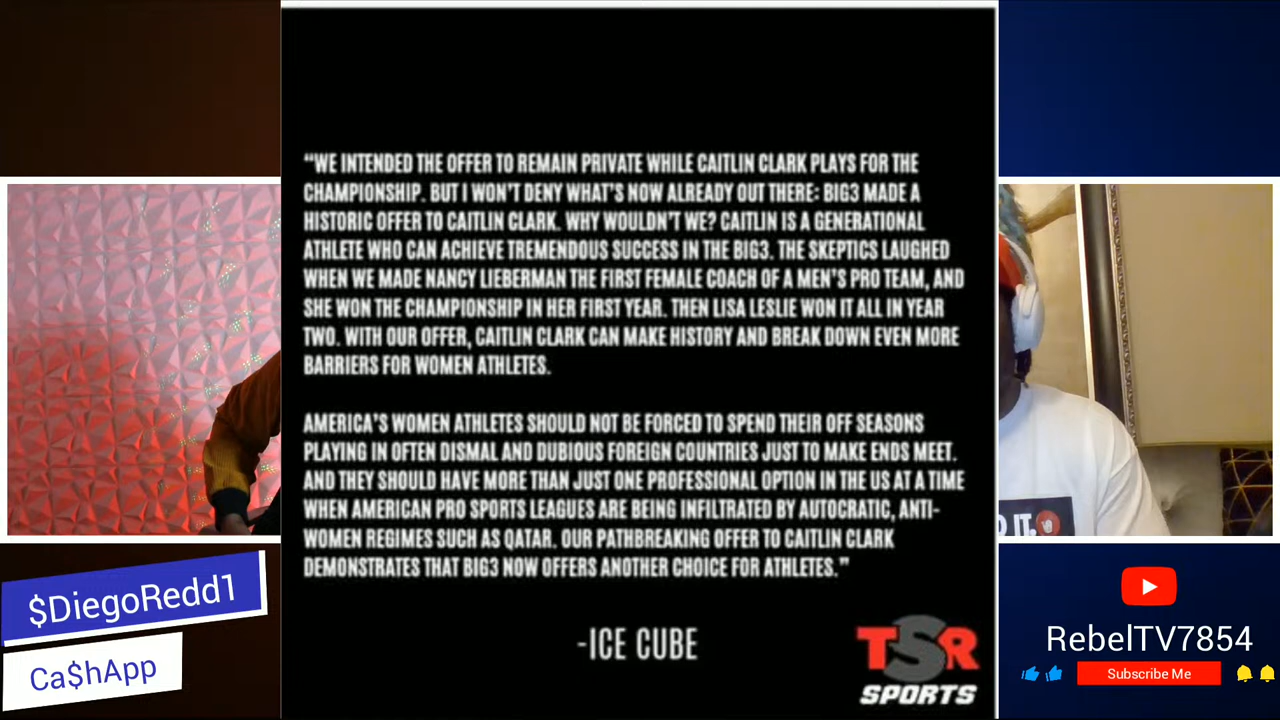 “WE INTENDED THE OFFER TO REMAIN PRIVATE WHILE CAITLIN CLARK PLAYS FOR THE
CHAMPIONSHIP. BUT I WON’T DENY WHAT’S NOW ALREADY OUT THERE: BIG3 MADE A
HISTORIC OFFER TO CAITLIN CLARK. WHY WOULDN’T WE? CAITLIN IS A GENERATIONAL
ATHLETE WHO CAN ACHIEVE TREMENDOUS SUCCESS IN THE BIG3. THE SKEPTICS LAUGHED
WHEN WE MADE NANCY LIEBERMAN THE FIRST FEMALE COACH OF A MEN’S PRO TEAM, AND
SHE WON THE CHAMPIONSHIP IN HER FIRST YEAR. THEN LISA LESLIE WON IT ALL IN YEAR
TWO. WITH OUR OFFER, CAITLIN CLARK CAN MAKE HISTORY AND BREAK DOWN EVEN MORE
BARRIERS FOR WOMEN ATHLETES.
AMERICA’S WOMEN ATHLETES SHOULD NOT BE FORCED TO SPEND THEIR OFF SEASONS
PLAYING IN OFTEN DISMAL AND DUBIOUS FOREIGN COUNTRIES JUST TO MAKE ENDS MEET.
AND THEY SHOULD HAVE MORE THAN JUST ONE PROFESSIONAL OPTION IN THE US AT A TIME
WHEN AMERICAN PRO SPORTS LEAGUES ARE BEING INFILTRATED BY AUTOCRATIC, ANTI-
WOMEN REGIMES SUCH AS QATAR. OUR PATHBREAKING OFFER TO CAITLIN CLARK
DEMONSTRATES THAT BIG3 NOW OFFERS ANOTHER CHOICE FOR ATHLETES.”
-ICE CUBE
TSR
SPORTS
$DiegoRedd1
Ca$hApp
IT.
RebelTV7854
Subscribe Me